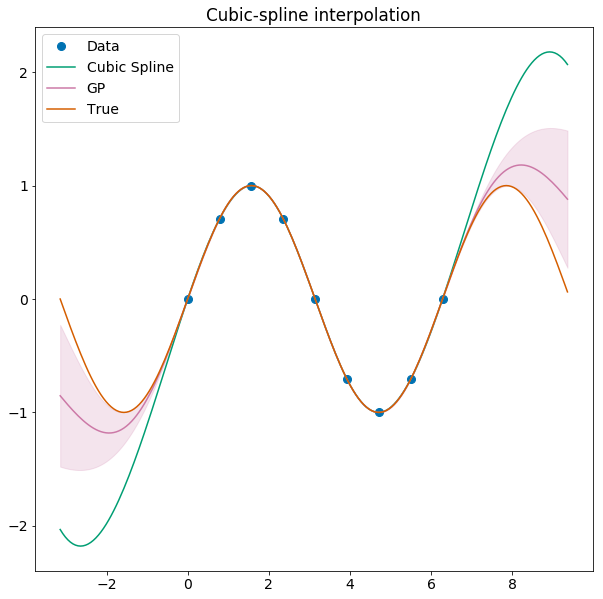 Cubic-spline interpolation
Data
Cubic Spline
GP
True
2
1
0
−1
−2
−2 0 2 4 6 8